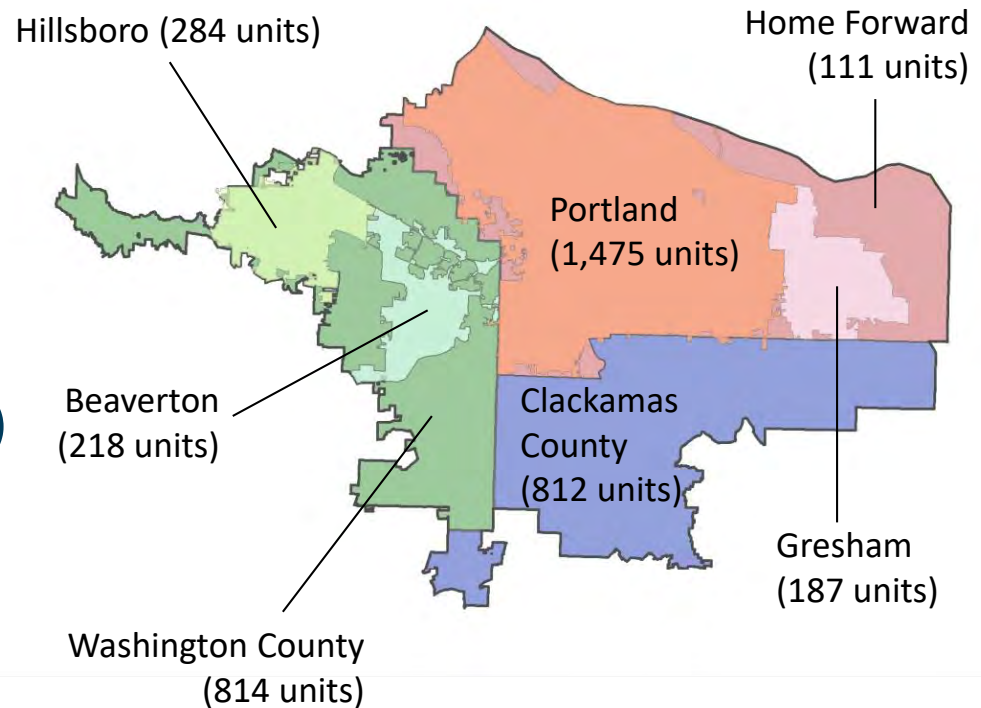 Hillsboro (284 units)
Home Forward
(111 units)
Portland
(1,475 units)
Beaverton
(218 units)
Clackamas
County
(812 units)
Gresham
(187 units)
Washington County
(814 units)